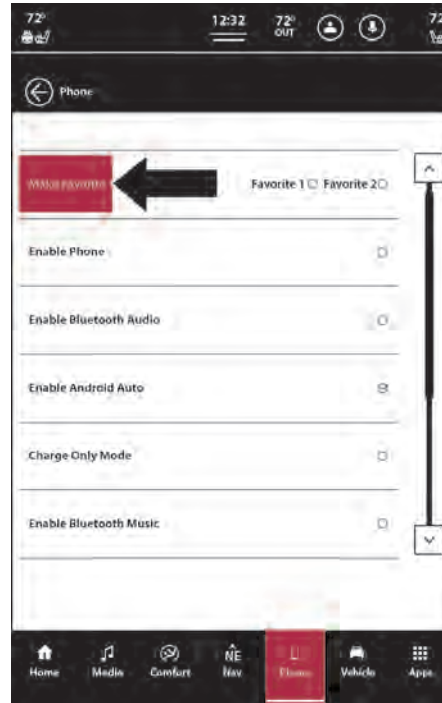 72° 12:32 72° OUT 72
Phone
Make Favorite Favorite 1 Favorite 2
Enable Phone
Enable Bluetooth Audio
Enable Android Auto
Charge Only Mode
Enable Bluetooth Music
NE
Home Media Comfort Nav Phone Vehicle Apps